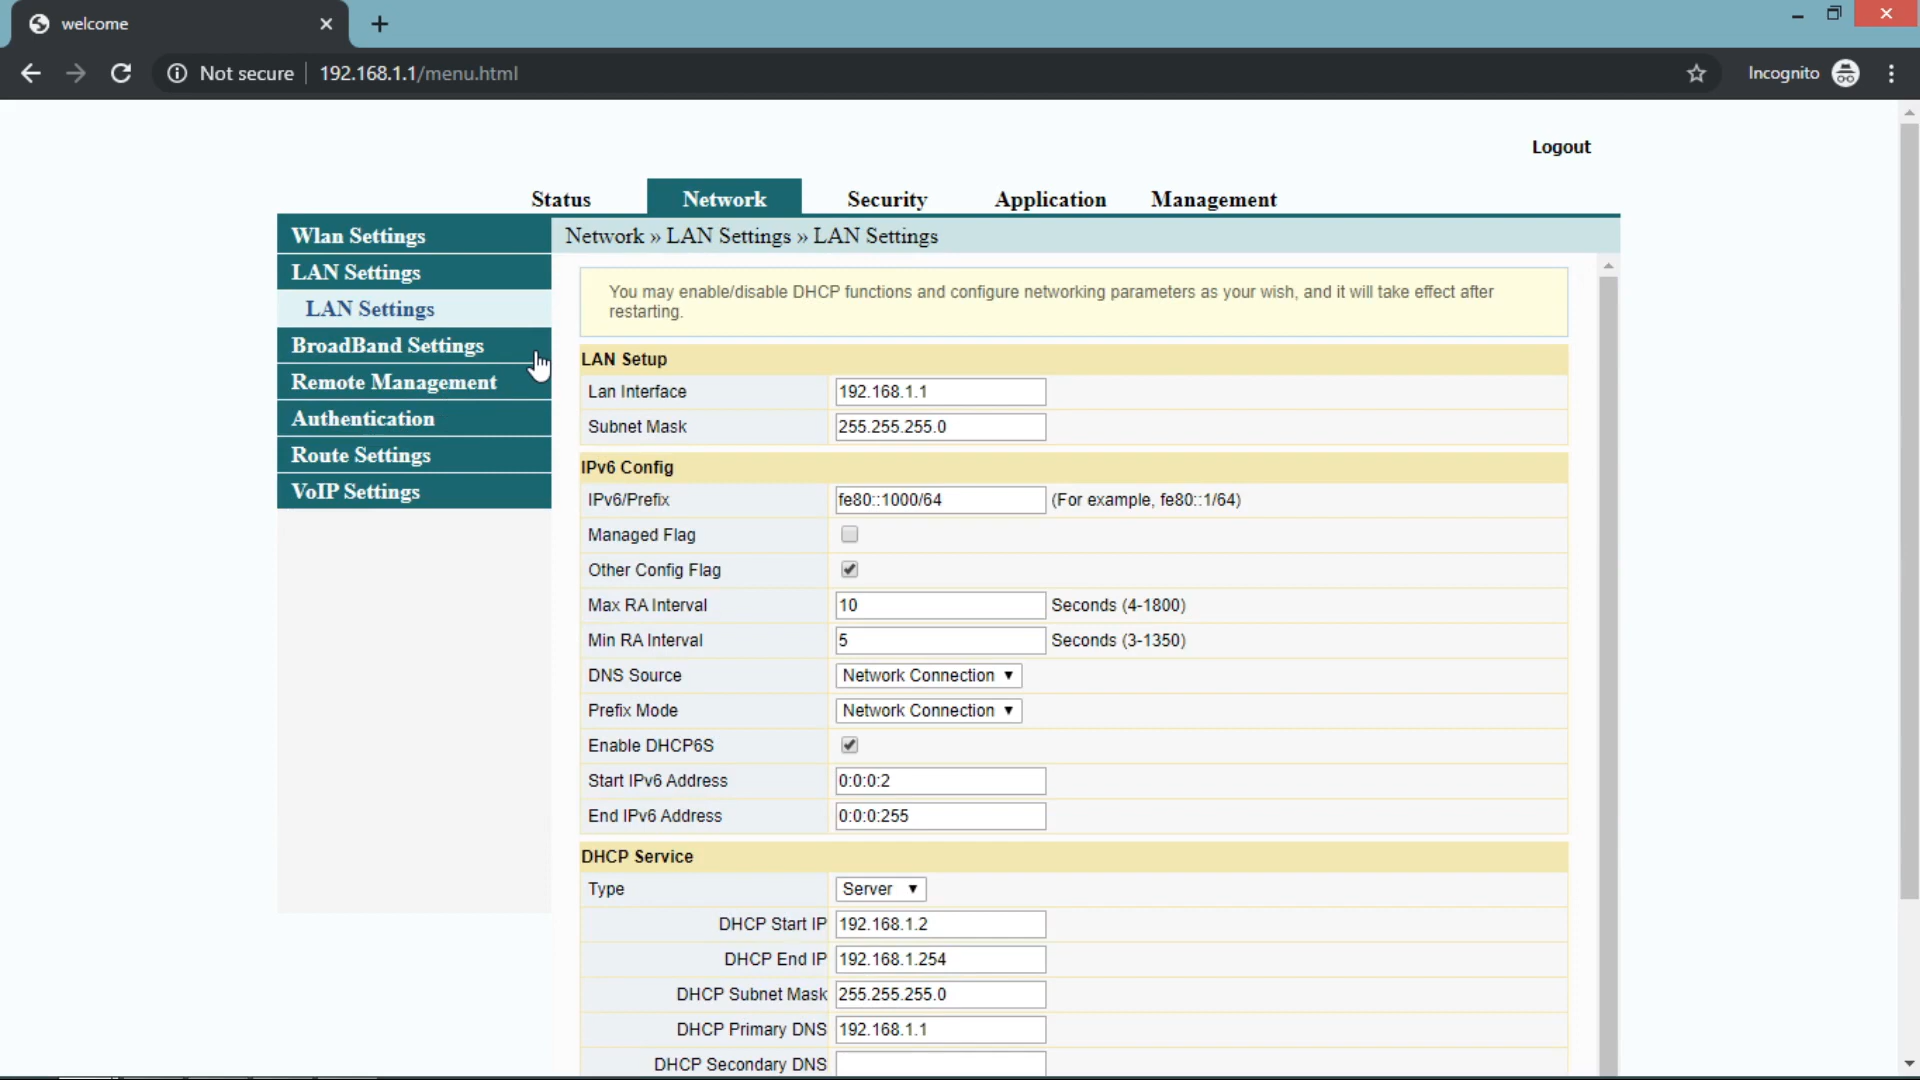 welcome
Not secure 192.168.1.1/menu.html Incognito
Logout
Status Network Security Application Management
Wlan Settings
LAN Settings
LAN Settings
BroadBand Settings
Remote Management
Authentication
Route Settings
VoIP Settings
Network » LAN Settings » LAN Settings
You may enable/disable DHCP functions and configure networking parameters as your wish, and it will take effect after
restarting.
LAN Setup
Lan Interface 192.168.1.1
Subnet Mask 255.255.255.0
IPv6 Config
IPv6/Prefix fe80::1000/64 (For example, fe80::1/64)
Managed Flag
Other Config Flag
Max RA Interval 10 Seconds (4-1800)
Min RA Interval 5 Seconds (3-1350)
DNS Source Network Connection
Prefix Mode Network Connection
Enable DHCP6S
Start IPv6 Address 0:0:0:2
End IPv6 Address 0:0:0:255
DHCP Service
Type Server
DHCP Start IP 192.168.1.2
DHCP End IP 192.168.1.254
DHCP Subnet Mask 255.255.255.0
DHCP Primary DNS 192.168.1.1
DHCP Secondary DNS